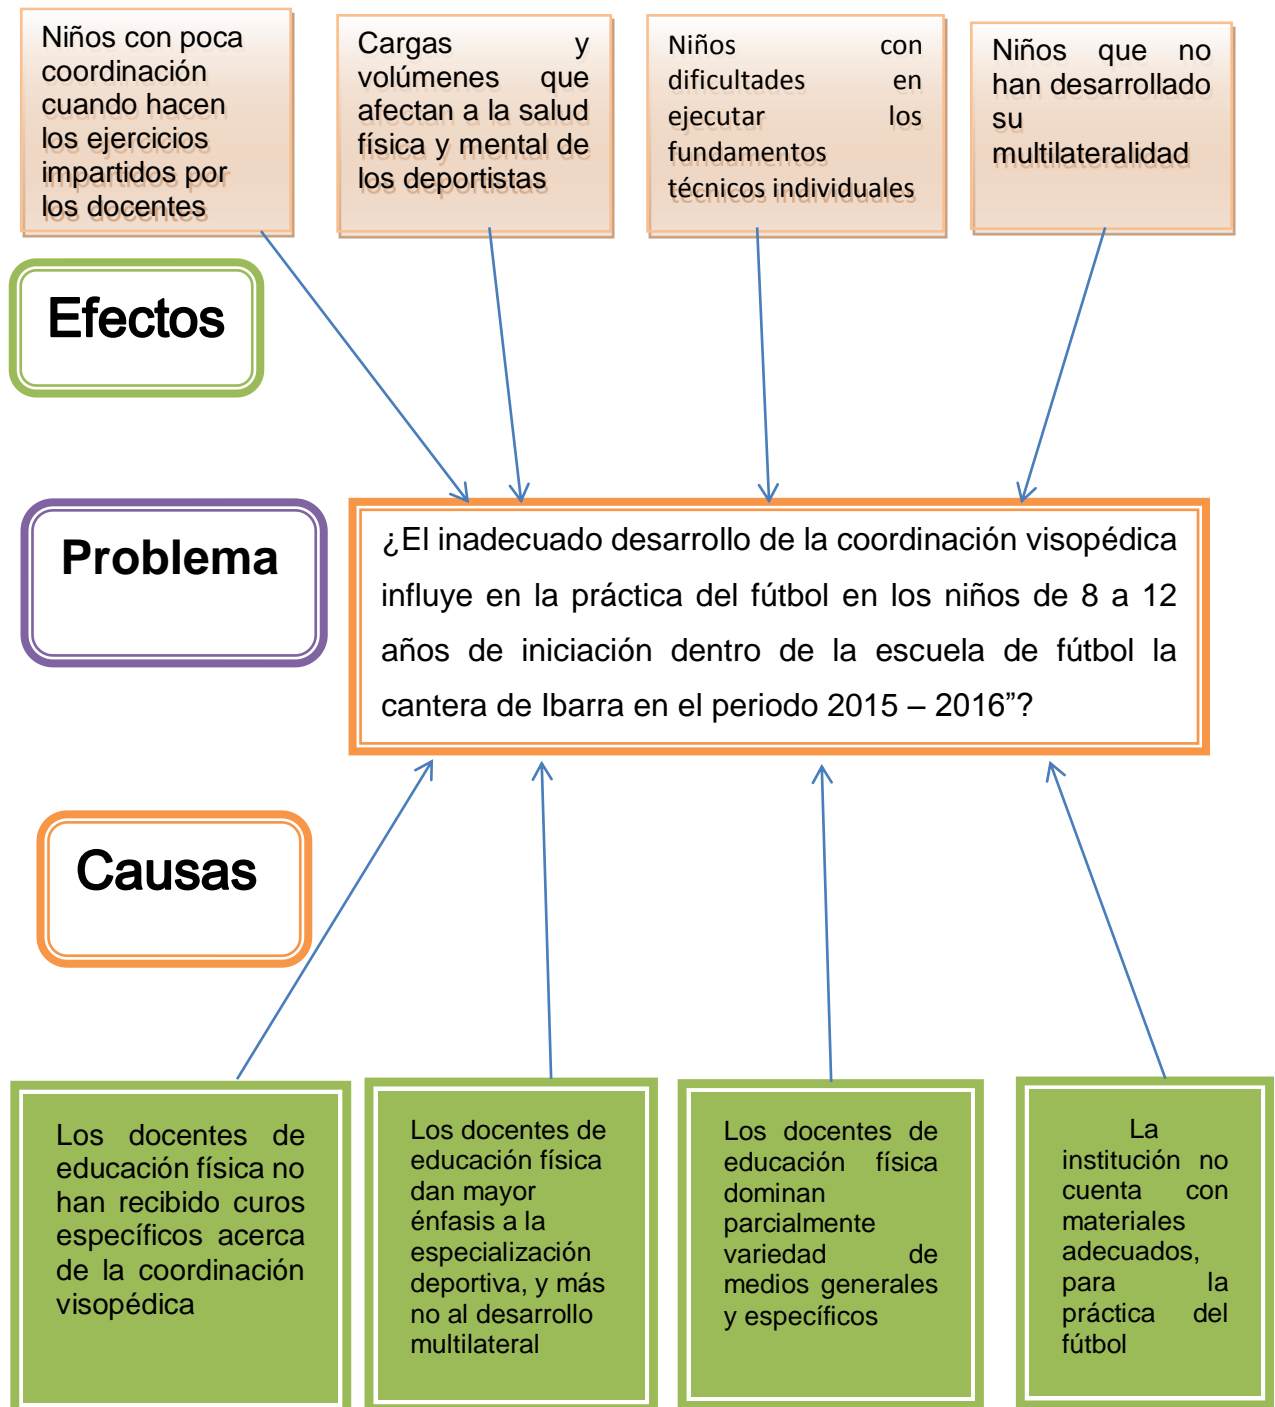 Niños con poca
coordinación
cuando hacen
los ejercicios
impartidos por
los docentes
Cargas y
volúmenes que
afectan a la salud
física y mental de
los deportistas
Niños con
dificultades en
ejecutar los
fundamentos
técnicos individuales
Niños que no
han desarrollado
su
multilateralidad
Efectos
Problema
¿El inadecuado desarrollo de la coordinación visopédica
influye en la práctica del fútbol en los niños de 8 a 12
años de iniciación dentro de la escuela de fútbol la
cantera de Ibarra en el periodo 2015 – 2016”?
Causas
Los docentes de
educación física no
han recibido curos
específicos acerca
de la coordinación
visopédica
Los docentes de
educación física
dan mayor
énfasis a la
especialización
deportiva, y más
no al desarrollo
multilateral
Los docentes de
educación física
dominan
parcialmente
variedad de
medios generales
y específicos
La
institución no
cuenta con
materiales
adecuados,
para la
práctica del
fútbol